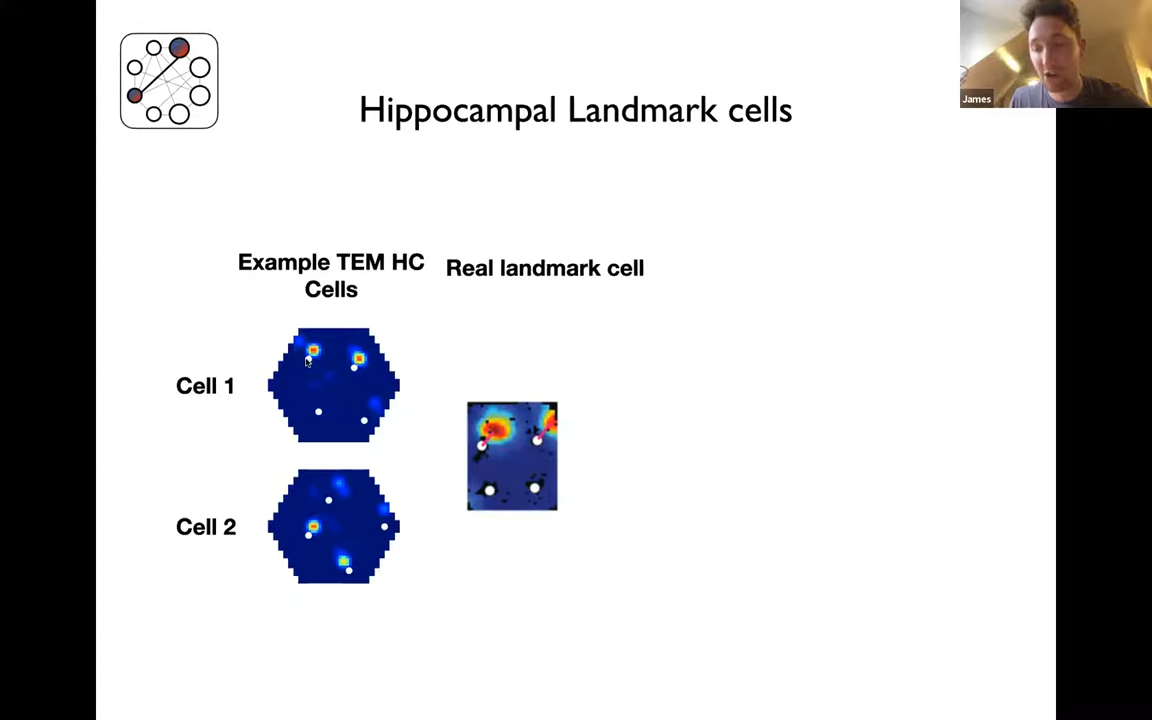 James
Hippocampal Landmark cells
Example TEM HC
Cells
Real landmark cell
Cell 1
Cell 2